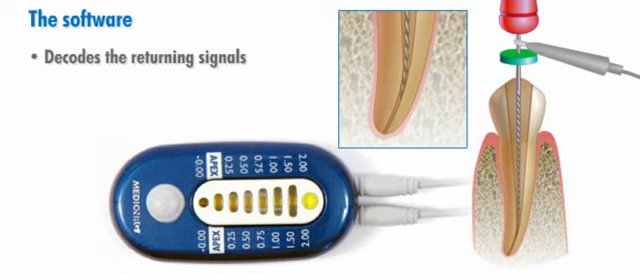 The software
• Decodes the returning signals
-0.00 APEX 0.25 0.50 0.75 1.00 1.50 2.00
-0.00 APEX 0.25 0.50 0.75 1.00 1.50 2.00